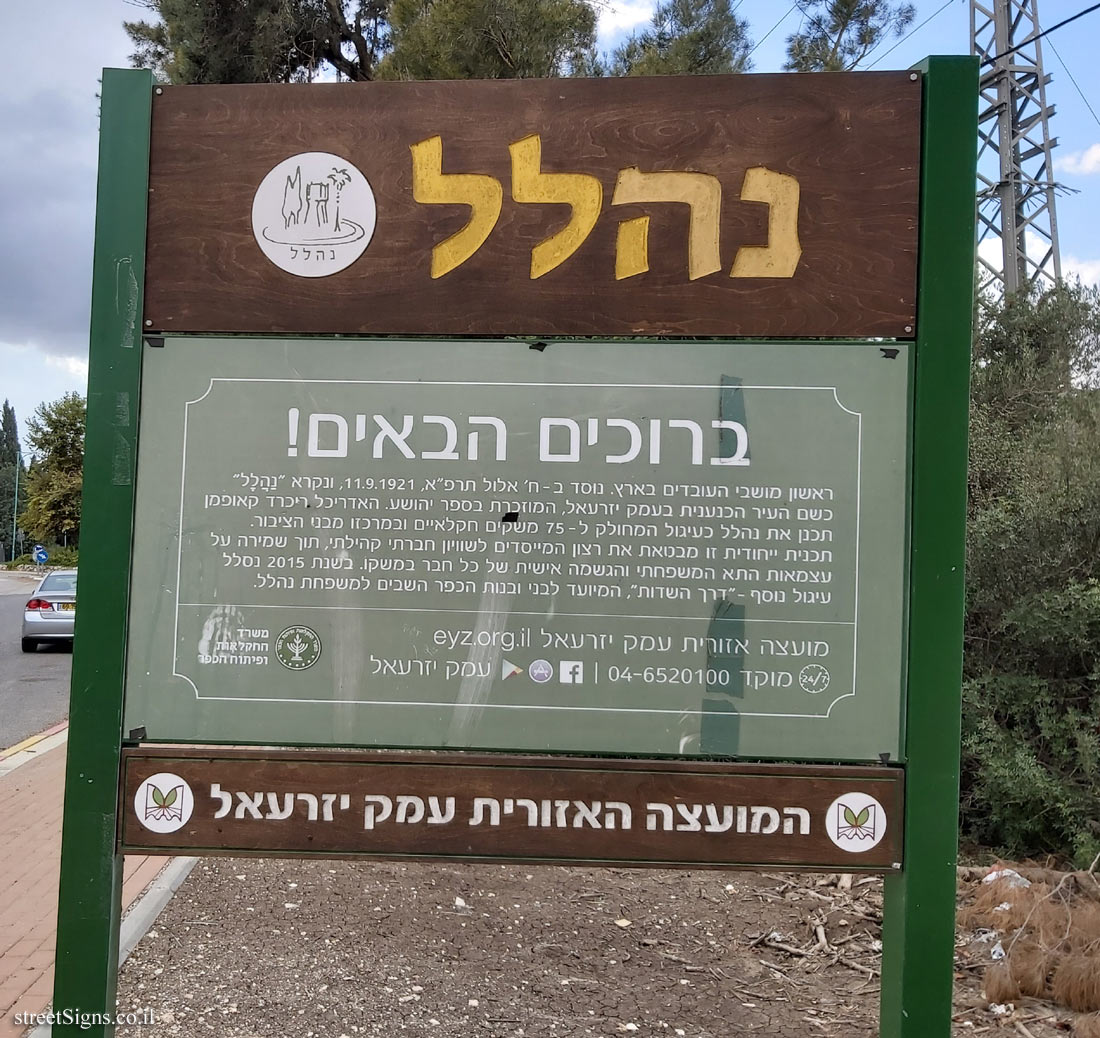 נהלל
נהלל
ברוכים הבאים!
ראשון מושבי העובדים בארץ. נוסד ב-ח' אלול תרפ"א, 11.9.1921, ונקרא "נַהֲלָל"
כשם העיר הכנענית בעמק יזרעאל, המוזכרת בספר יהושע. האדריכל ריכרד קאופמן
תכנן את נהלל כעיגול המחולק ל-75 משקים חקלאיים ובמרכזו מבני הציבור.
תכנית ייחודית זו מבטאת את רצון המייסדים לשוויון חברתי קהילתי, תוך שמירה על
עצמאות התא המשפחתי והגשמה אישית של כל חבר במשקו. בשנת 2015 נסלל
עיגול נוסף -"דרך השדות", המיועד לבני ובנות הכפר השבים למשפחת נהלל.
מועצה אזורית עמק יזרעאל eyz.org.il
24/7 מוקד 04-6520100 | עמק יזרעאל
משרד
החקלאות
ופיתוח הכפר
המועצה האזורית עמק יזרעאל
streetSigns.co.il